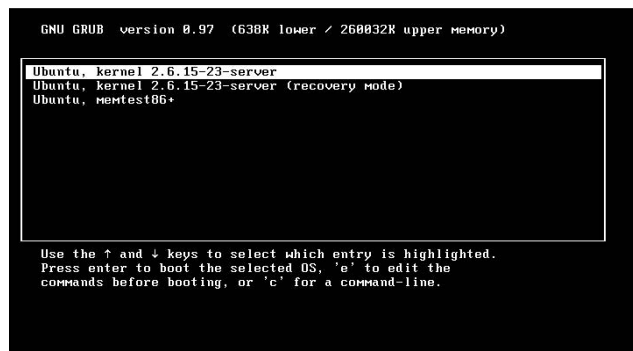 GNU GRUB version 0.97 (638K lower / 260032K upper memory)
Ubuntu, kernel 2.6.15-23-server
Ubuntu, kernel 2.6.15-23-server (recovery mode)
Ubuntu, memtest86+
Use the ↑ and ↓ keys to select which entry is highlighted.
Press enter to boot the selected OS, 'e' to edit the
commands before booting, or 'c' for a command-line.